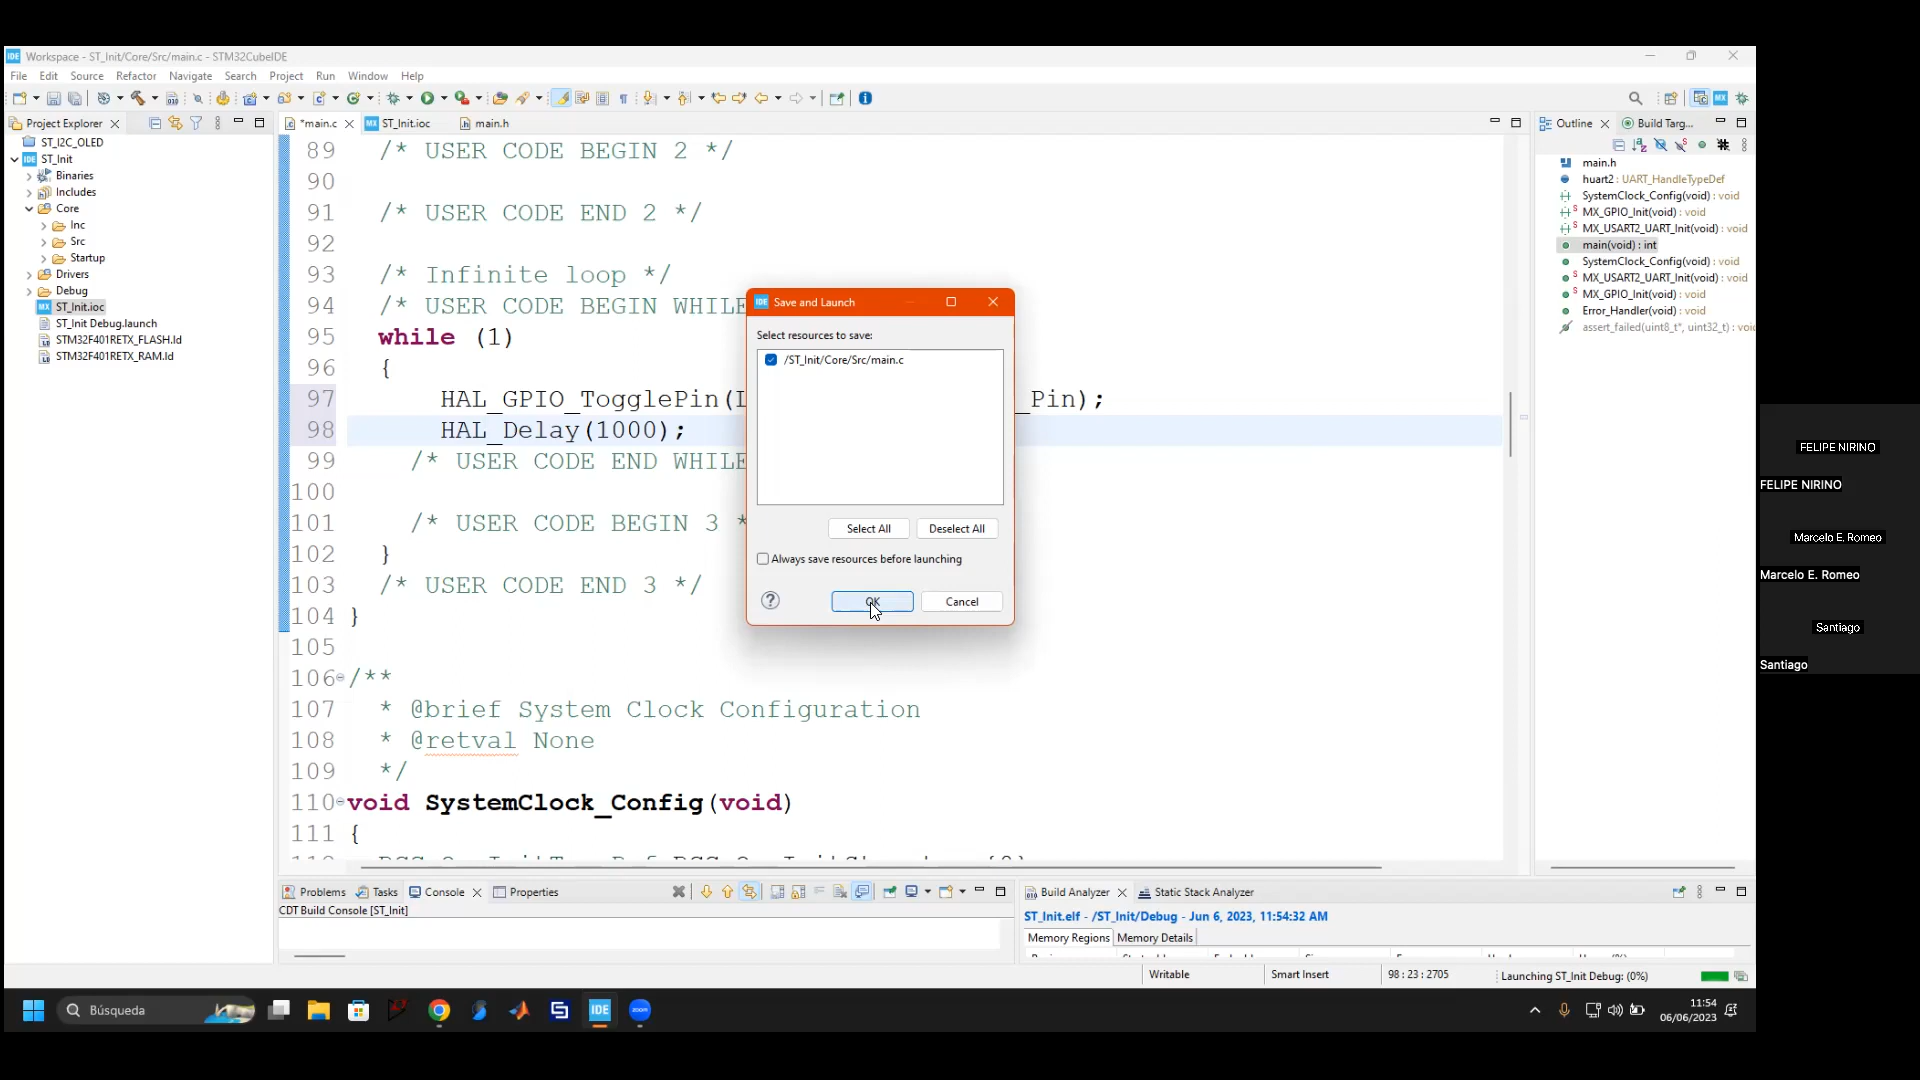 Workspace - ST_Init/Core/Src/main.c - STM32CubeIDE
File Edit Source Refactor Navigate Search Project Run Window Help
Project Explorer
*main.c ST_Init.ioc main.h
Outline Build Targ...
ST_I2C_OLED
ST_Init
Binaries
Includes
Core
Inc
Src
Startup
Drivers
Debug
ST_Init.ioc
ST_Init Debug.launch
STM32F401RETX_FLASH.ld
STM32F401RETX_RAM.ld
89 /* USER CODE BEGIN 2 */
90
91 /* USER CODE END 2 */
92
93 /* Infinite loop */
94 /* USER CODE BEGIN WHILE
95 while (1)
96 {
97 HAL_GPIO_TogglePin( _Pin);
98 HAL_Delay(1000);
99 /* USER CODE END WHILE
100
101 /* USER CODE BEGIN 3 *
102 }
103 /* USER CODE END 3 */
104 }
105
106 /**
107 * @brief System Clock Configuration
108 * @retval None
109 */
110 void SystemClock_Config(void)
111 {
Save and Launch
Select resources to save:
/ST_Init/Core/Src/main.c
Select All Deselect All
Always save resources before launching
OK Cancel
main.h
huart2 : UART_HandleTypeDef
SystemClock_Config(void) : void
MX_GPIO_Init(void) : void
MX_USART2_UART_Init(void) : void
main(void) : int
SystemClock_Config(void) : void
MX_USART2_UART_Init(void) : void
MX_GPIO_Init(void) : void
Error_Handler(void) : void
assert_failed(uint8_t*, uint32_t) : void
FELIPE NIRINO
FELIPE NIRINO
Marcelo E. Romeo
Marcelo E. Romeo
Santiago
Santiago
Problems Tasks Console Properties
CDT Build Console [ST_Init]
Build Analyzer Static Stack Analyzer
ST_Init.elf - /ST_Init/Debug - Jun 6, 2023, 11:54:32 AM
Memory Regions Memory Details
Writable Smart Insert 98 : 23 : 2705 Launching ST_Init Debug: (0%)
Búsqueda
11:54
06/06/2023